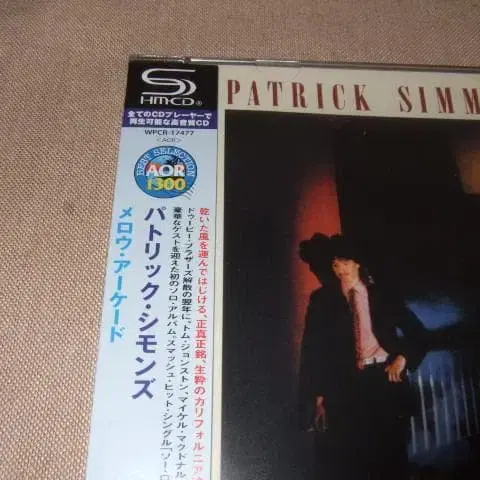 SHM-CD®
PATRICK SIMM
全てのCDプレーヤーで
再生可能な高音質CD
WPCR-17477
<AOR>
BEST SELECTION
AOR
1300
パトリック・シモンズ
メロウ・アーケード
乾いた風を運んではじける、正真正銘、生粋のカリフォルニア
ドゥービー・ブラザーズ解散の翌年に、トム・ジョンストン、マイケル・マクドナル
豪華なゲストを迎えた初のソロ・アルバム。スマッシュ・ヒット・シングル「ソー・ロ